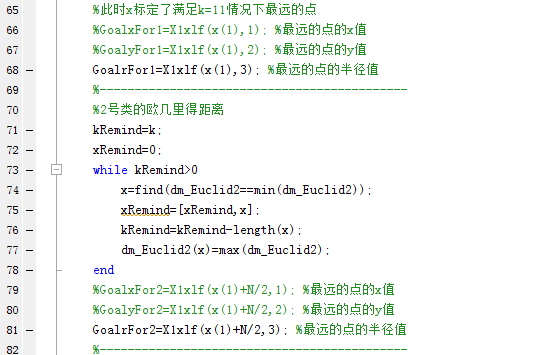 65 %此时x标定了满足k=11情况下最远的点
66 %GoalxFor1=X1xlf(x(1),1); %最远的点的x值
67 %GoalyFor1=X1xlf(x(1),2); %最远的点的y值
68 — GoalrFor1=X1xlf(x(1),3); %最远的点的半径值
69 %-----------------------------------------
70 %2号类的欧几里得距离
71 — kRemind=k;
72 — xRemind=0;
73 — while kRemind>0
74 — x=find(dm_Euclid2==min(dm_Euclid2));
75 — xRemind=[xRemind,x];
76 — kRemind=kRemind-length(x);
77 — dm_Euclid2(x)=max(dm_Euclid2);
78 — end
79 %GoalxFor2=X1xlf(x(1)+N/2,1); %最远的点的x值
80 %GoalyFor2=X1xlf(x(1)+N/2,2); %最远的点的y值
81 — GoalrFor2=X1xlf(x(1)+N/2,3); %最远的点的半径值
82 %-----------------------------------------